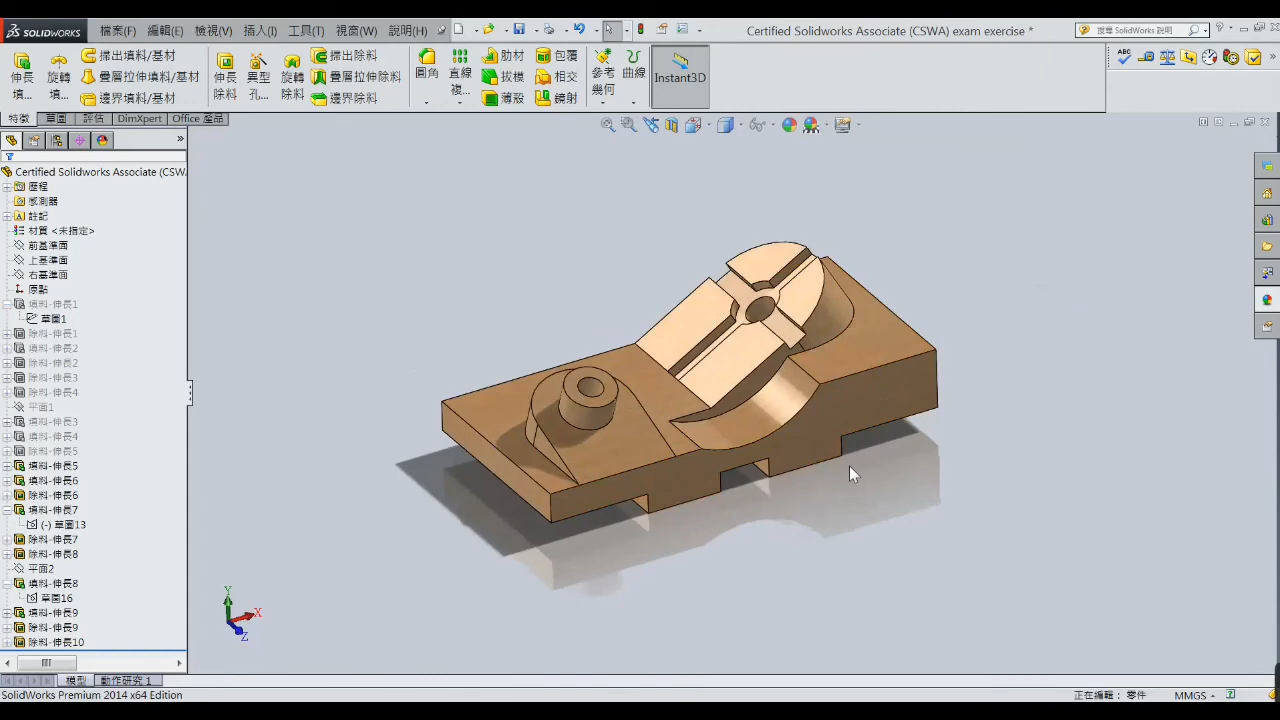 SOLIDWORKS 檔案(F) 編輯(E) 檢視(V) 插入(I) 工具(T) 視窗(W) 說明(H) Certified Solidworks Associate (CSWA) exam exercise * 搜尋 SolidWorks 說明
伸長填... 旋轉填... 掃出填料/基材 疊層拉伸填料/基材 邊界填料/基材 伸長除料 異型孔... 旋轉除料 掃出除料 疊層拉伸除料 邊界除料 圓角 直線複... 肋材 拔模 薄殼 包覆 相交 鏡射 參考幾何 曲線 Instant3D
特徵 草圖 評估 DimXpert Office 產品
Certified Solidworks Associate (CSW
歷程
感測器
註記
材質 <未指定>
前基準面
上基準面
右基準面
原點
填料-伸長1
草圖1
除料-伸長1
填料-伸長2
除料-伸長2
除料-伸長3
除料-伸長4
平面1
填料-伸長3
填料-伸長4
除料-伸長5
填料-伸長5
填料-伸長6
除料-伸長6
填料-伸長7
(-) 草圖13
除料-伸長7
除料-伸長8
平面2
填料-伸長8
草圖16
填料-伸長9
除料-伸長9
除料-伸長10
Y
X
Z
模型 動作研究 1
SolidWorks Premium 2014 x64 Edition 正在編輯： 零件 MMGS